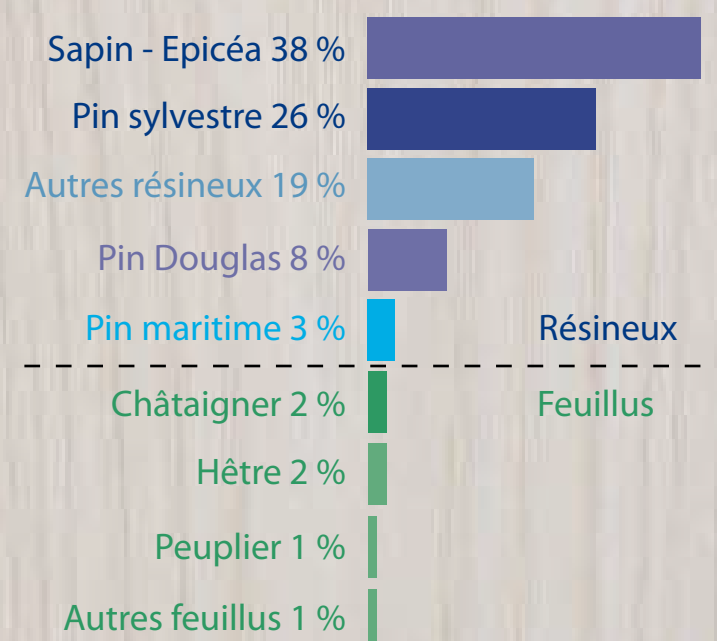 Sapin - Epicéa 38 %
Pin sylvestre 26 %
Autres résineux 19 %
Pin Douglas 8 %
Pin maritime 3 %
Résineux
Châtaigner 2 %
Feuillus
Hêtre 2 %
Peuplier 1 %
Autres feuillus 1 %